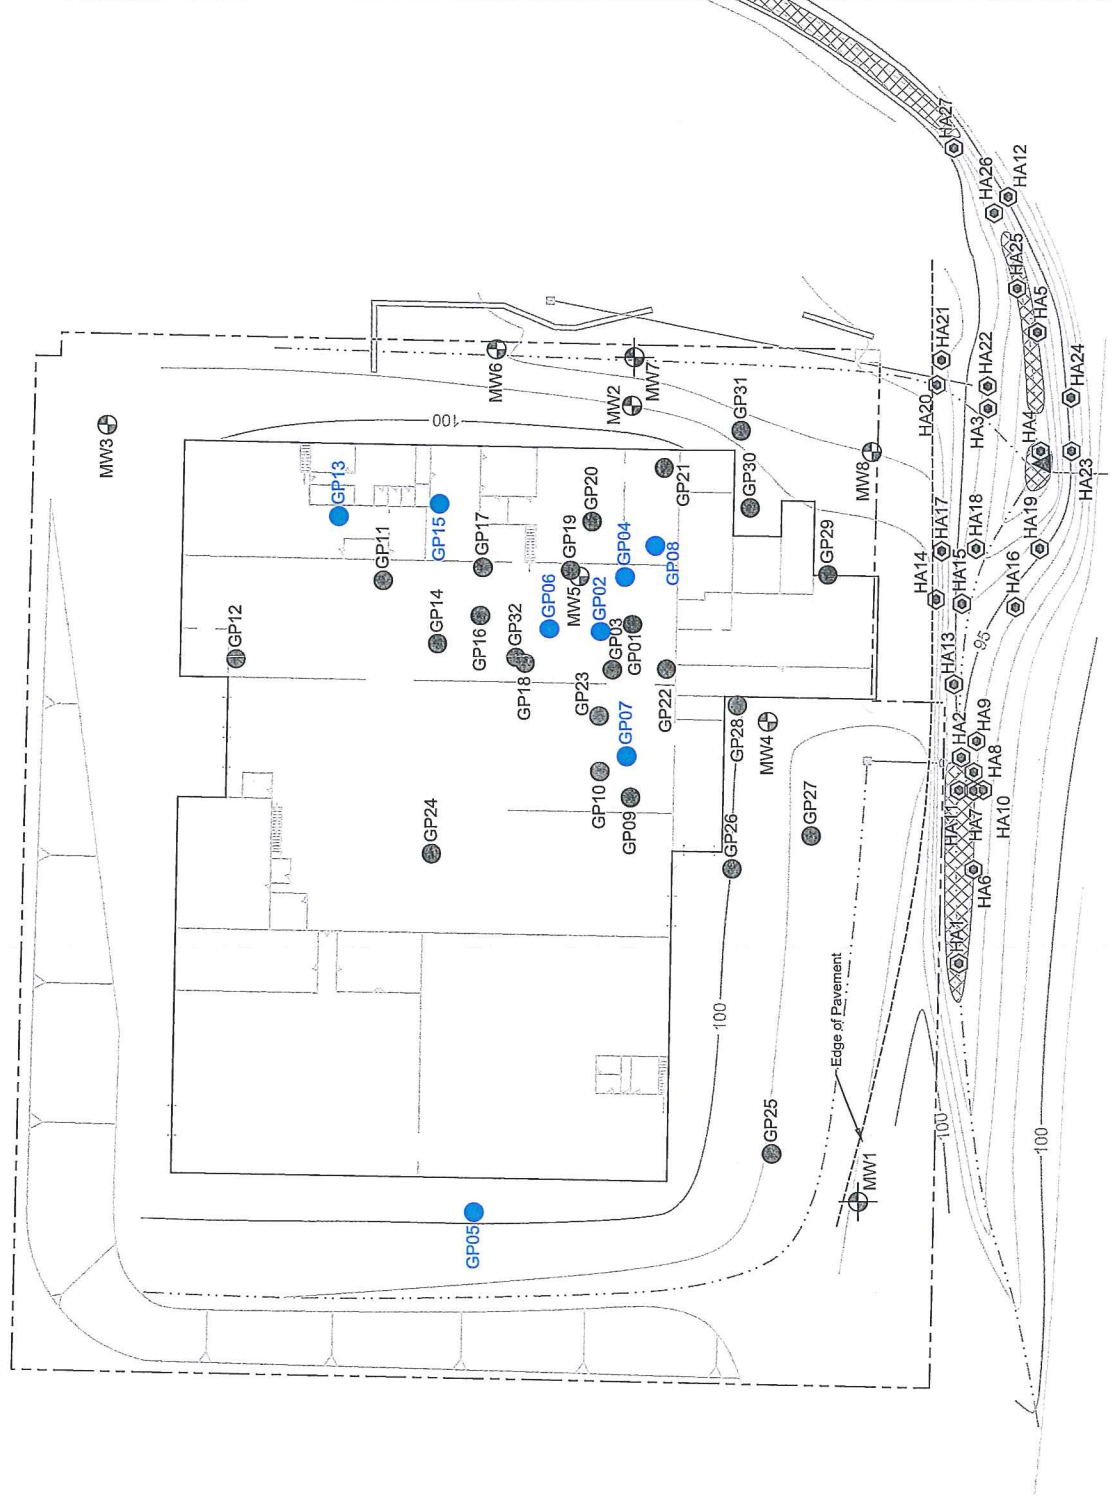 HA27
HA26
HA12
HA25
HA5
HA21
HA22
HA24
HA20
HA3
HA4
HA23
HA17
HA18
HA19
HA14
HA15
HA16
HA13
95
HA2
HA9
HA8
HA11
HA7
HA10
HA6
HA1
MW3
MW6
MW2
MW7
GP31
100
GP13
GP15
GP20
GP21
GP30
MW8
GP11
GP17
GP19
GP04
GP08
GP29
GP12
GP14
GP16
GP32
GP06
MW5
GP02
GP18
GP03
GP01
GP23
GP22
GP07
GP28
MW4
GP10
GP09
GP24
GP26
GP27
100
Edge of Pavement
GP25
MW1
GP05
100
100